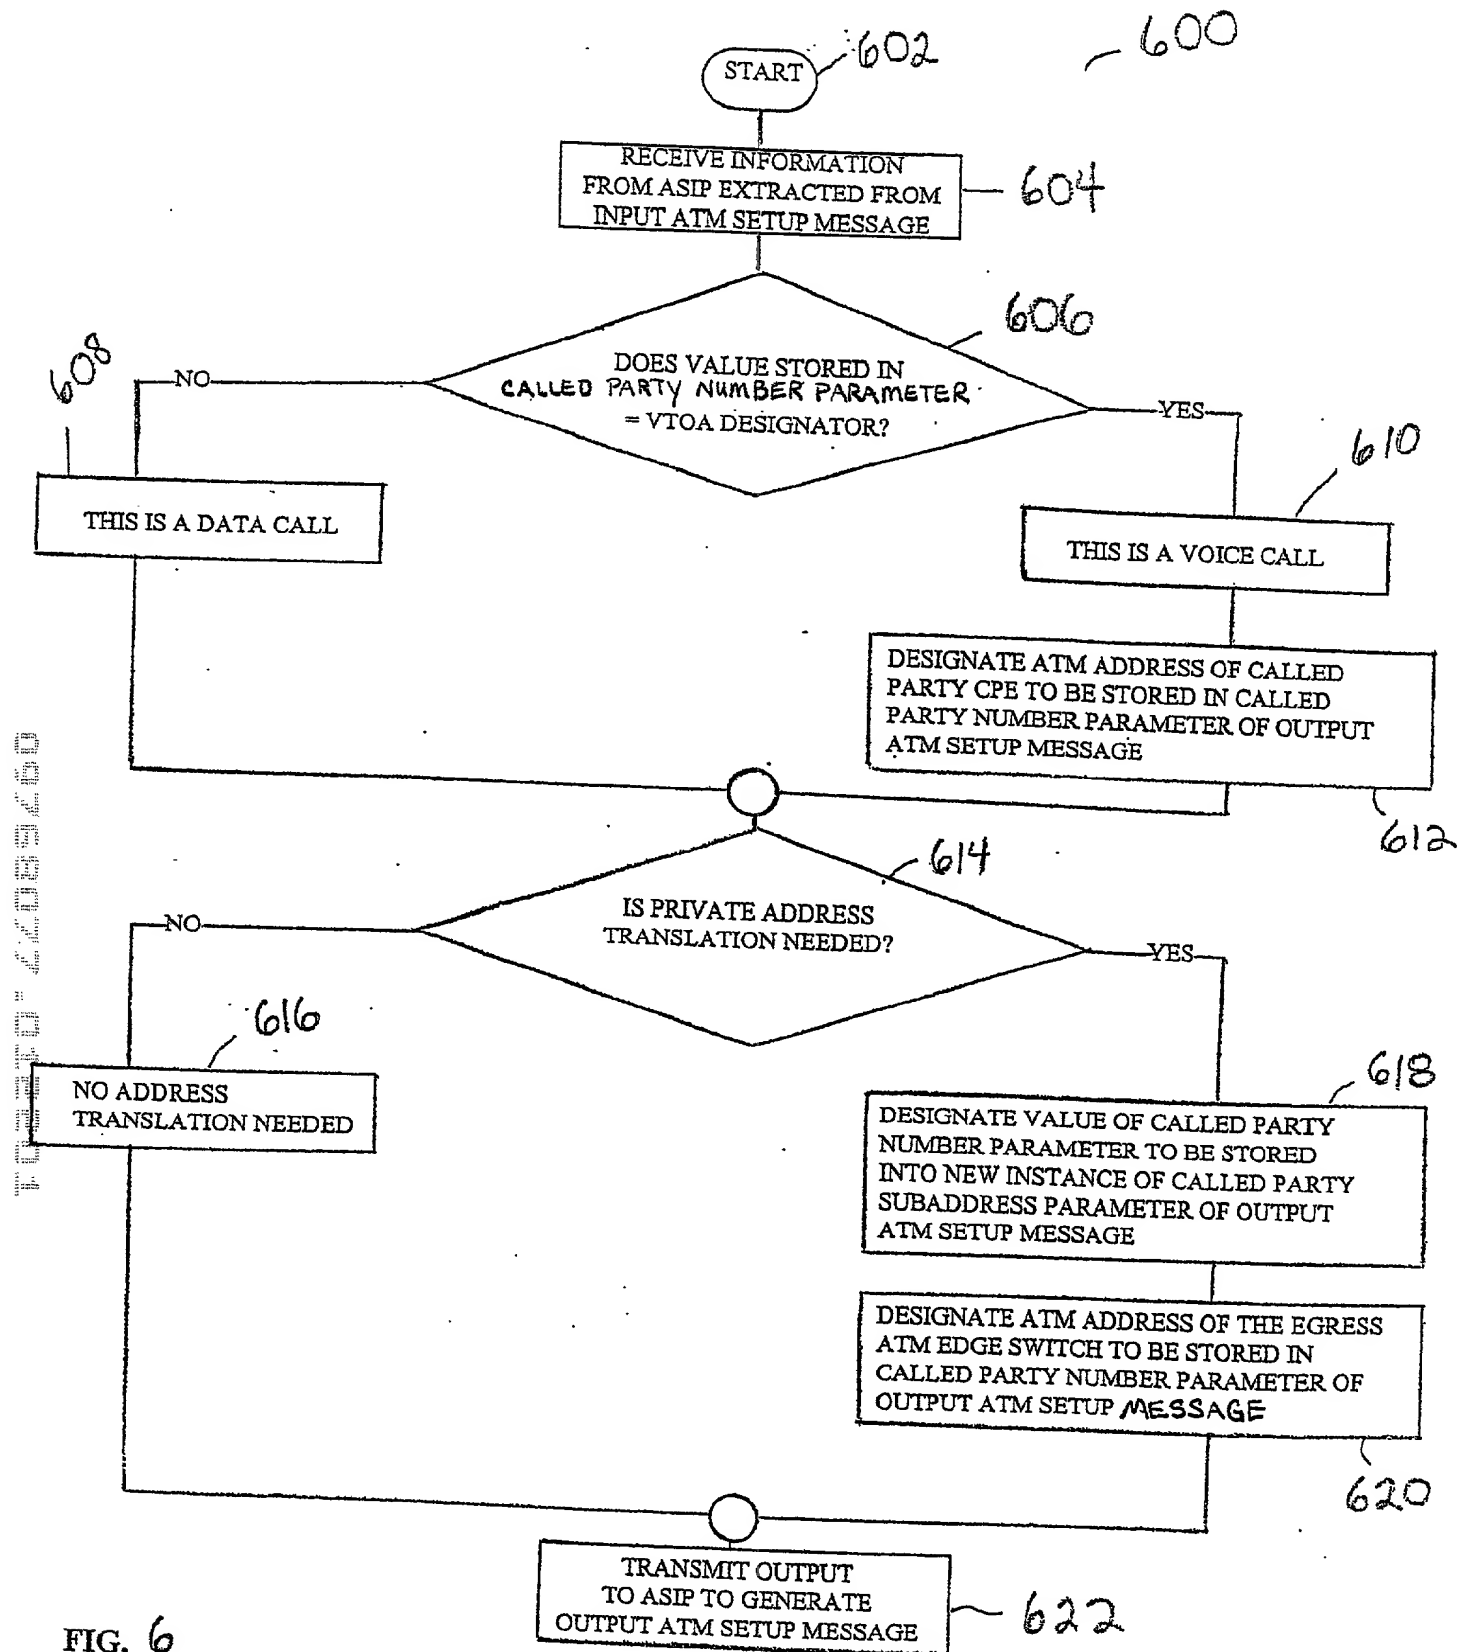 600
START
602
RECEIVE INFORMATION
FROM ASIP EXTRACTED FROM
INPUT ATM SETUP MESSAGE
604
606
DOES VALUE STORED IN
CALLED PARTY NUMBER PARAMETER
= VTOA DESIGNATOR?
NO
YES
608
THIS IS A DATA CALL
610
THIS IS A VOICE CALL
DESIGNATE ATM ADDRESS OF CALLED
PARTY CPE TO BE STORED IN CALLED
PARTY NUMBER PARAMETER OF OUTPUT
ATM SETUP MESSAGE
612
614
IS PRIVATE ADDRESS
TRANSLATION NEEDED?
NO
YES
616
NO ADDRESS
TRANSLATION NEEDED
618
DESIGNATE VALUE OF CALLED PARTY
NUMBER PARAMETER TO BE STORED
INTO NEW INSTANCE OF CALLED PARTY
SUBADDRESS PARAMETER OF OUTPUT
ATM SETUP MESSAGE
DESIGNATE ATM ADDRESS OF THE EGRESS
ATM EDGE SWITCH TO BE STORED IN
CALLED PARTY NUMBER PARAMETER OF
OUTPUT ATM SETUP MESSAGE
620
TRANSMIT OUTPUT
TO ASIP TO GENERATE
OUTPUT ATM SETUP MESSAGE
622
FIG. 6